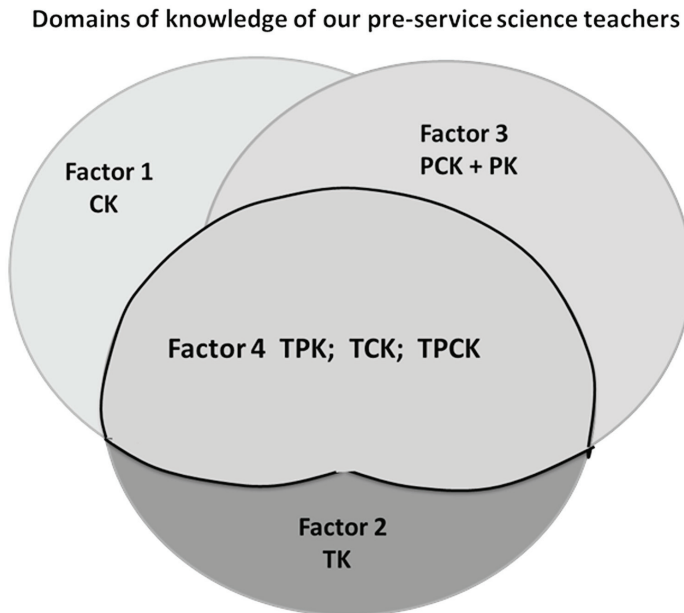 Domains of knowledge of our pre-service science teachers
Factor 1
CK
Factor 3
PCK + PK
Factor 4 TPK; TCK; TPCK
Factor 2
TK